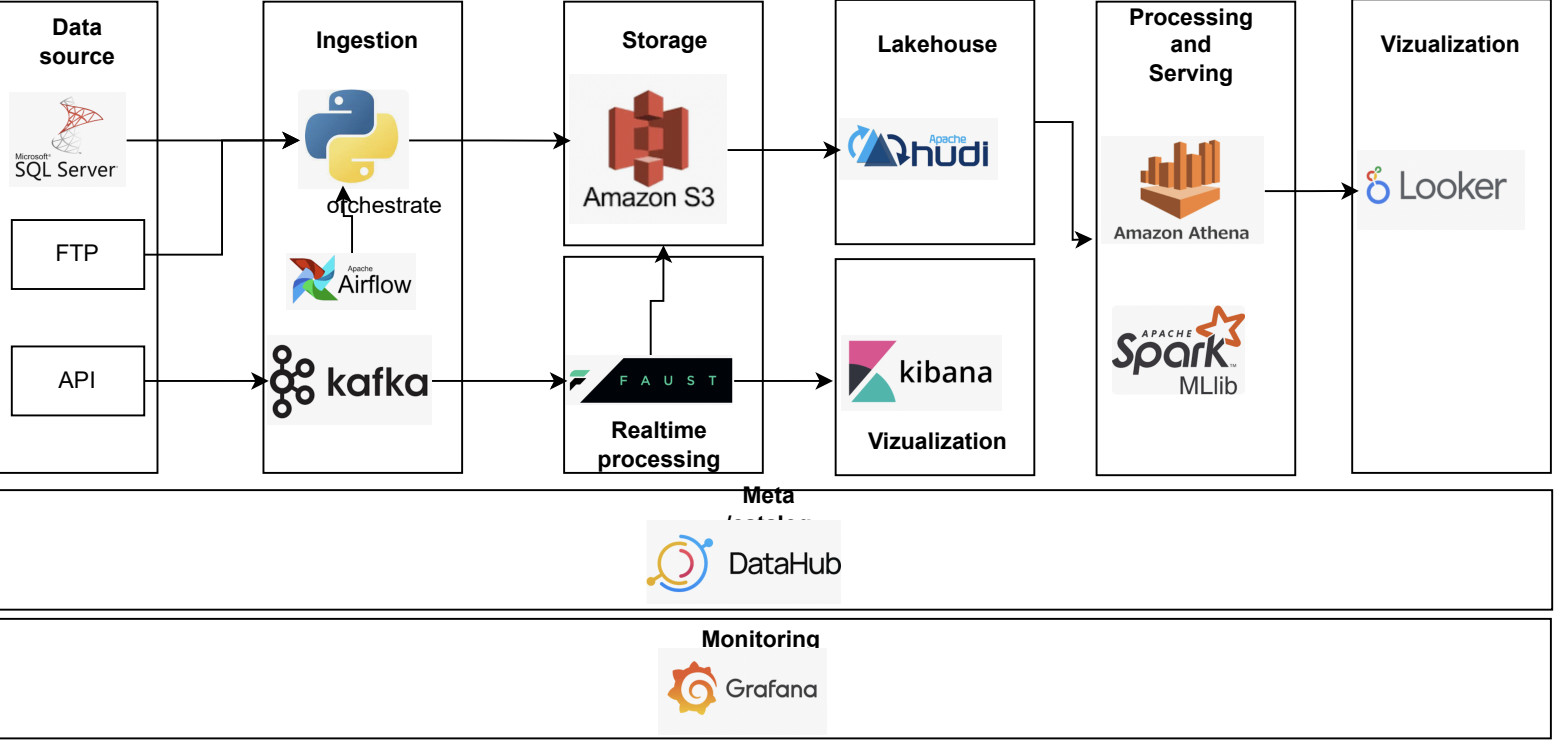 Data
source
Microsoft*
SQL Server
FTP
API
Ingestion
orchestrate
Apache
Airflow
kafka
Storage
Amazon S3
FAUST
Realtime
processing
Lakehouse
Apache
hudi
kibana
Vizualization
Processing
and
Serving
Amazon Athena
APACHE
Spark
MLlib
Vizualization
Looker
Meta
/catalog
DataHub
Monitoring
Grafana